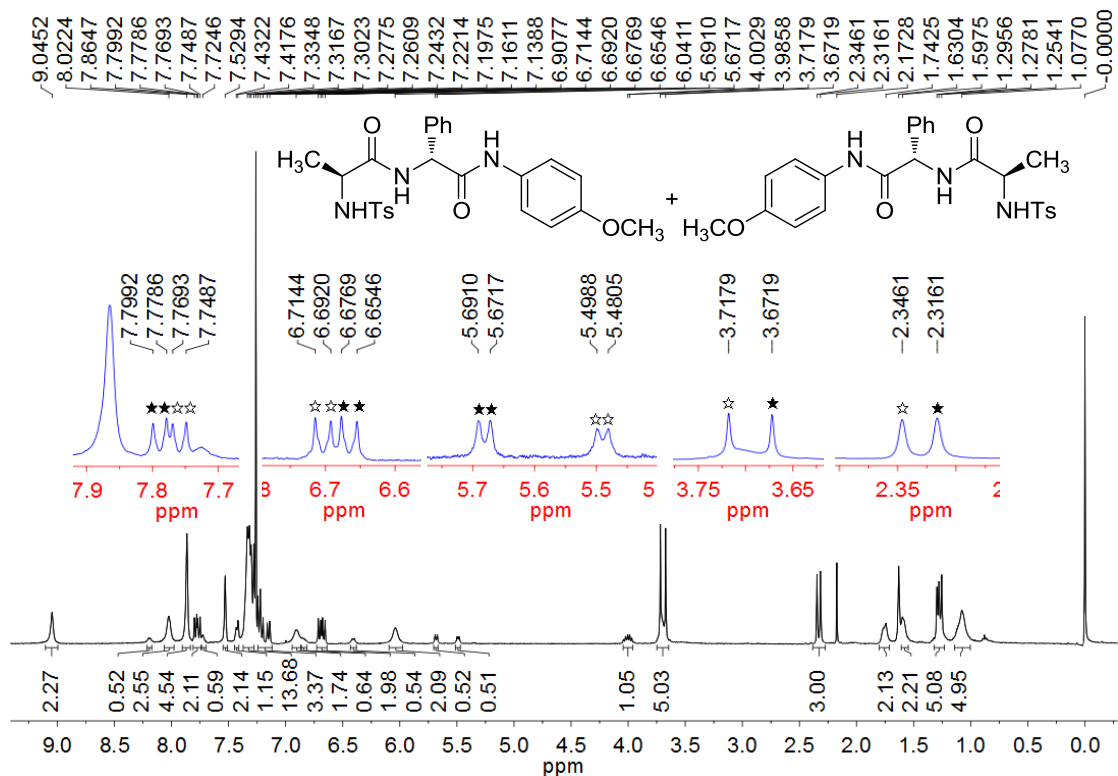 9.0452 8.0224 7.8647 7.7992 7.7786 7.7693 7.7487 7.7246 7.5294 7.4322 7.4176 7.3348 7.3167 7.3023 7.2775 7.2609 7.2432 7.2214 7.1975 7.1611 7.1388 6.9077 6.7144 6.6920 6.6769 6.6546 6.0411 5.6910 5.6717 4.0029 3.9858 3.7179 3.6719 2.3461 2.3161 2.1728 1.7425 1.6304 1.5975 1.2956 1.2781 1.2541 1.0770 -0.0000
O Ph H Ph O
H3C N H N CH3
N H O O N H
NHTs OCH3 + H3CO NHTs
7.7992 7.7786 7.7693 7.7487 6.7144 6.6920 6.6769 6.6546 5.6910 5.6717 5.4988 5.4805 3.7179 3.6719 2.3461 2.3161
★★☆☆ ☆☆★★ ★★ ☆☆ ☆ ★ ☆ ★
7.9 7.8 7.7 8 6.7 6.6 5.7 5.6 5.5 5 3.75 3.65 2.35 2
ppm ppm ppm ppm ppm
2.27 0.52 2.55 4.54 2.11 0.59 2.14 1.15 13.68 3.37 1.74 0.64 1.98 0.54 2.09 0.52 0.51 1.05 5.03 3.00 2.13 2.21 5.08 4.95
9.0 8.5 8.0 7.5 7.0 6.5 6.0 5.5 5.0 4.5 4.0 3.5 3.0 2.5 2.0 1.5 1.0 0.5 0.0
ppm